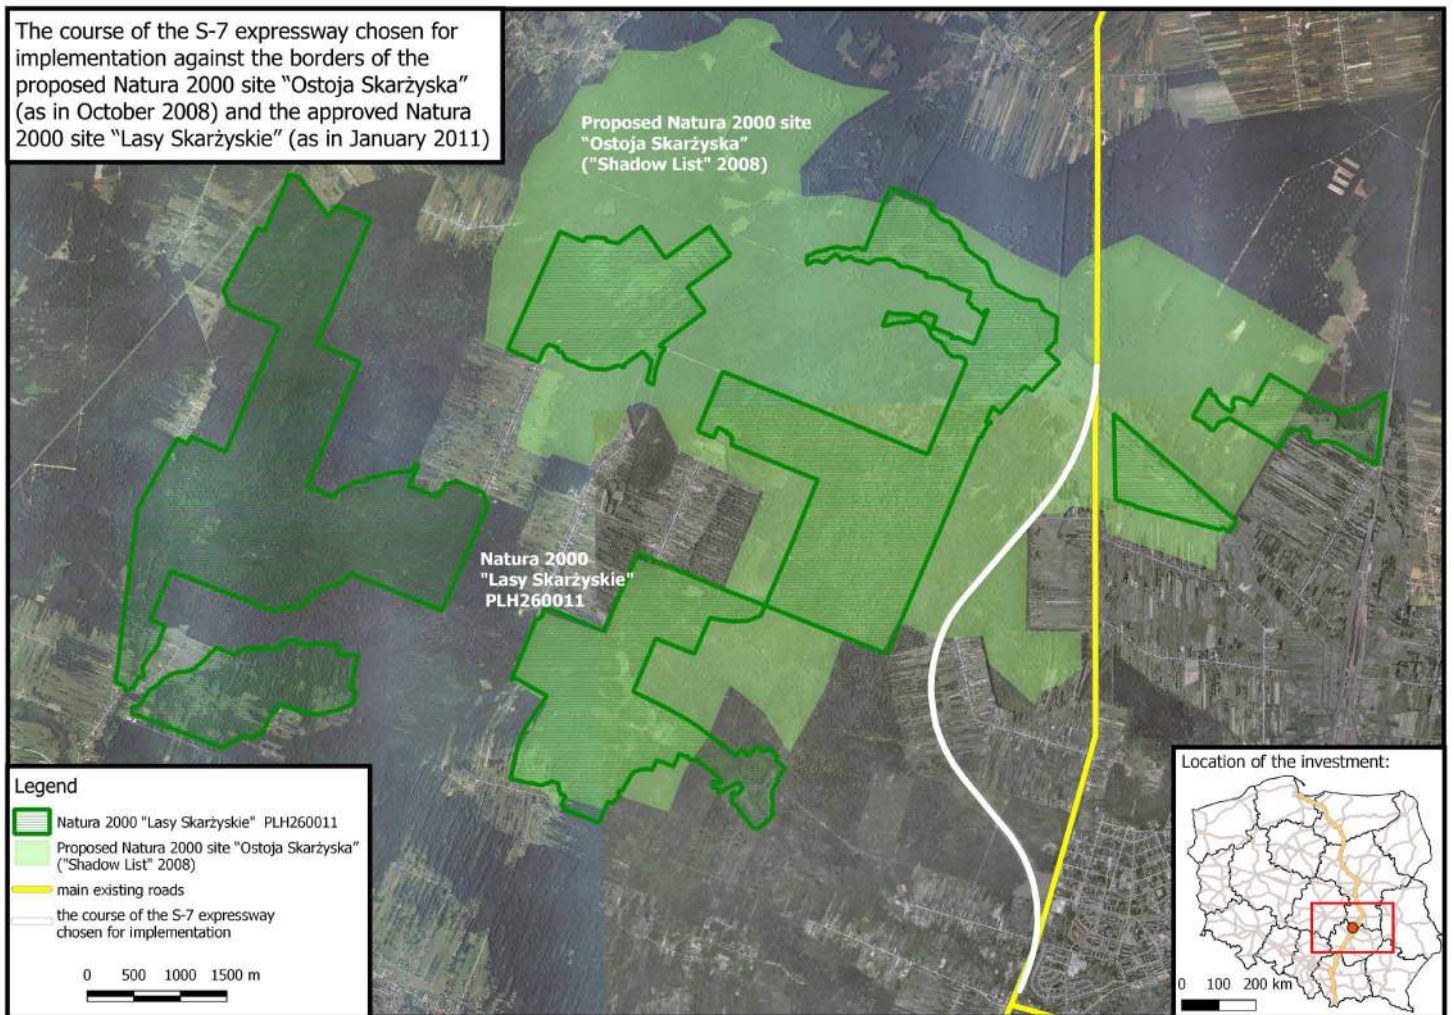 The course of the S-7 expressway chosen for
implementation against the borders of the
proposed Natura 2000 site “Ostoja Skarżyska”
(as in October 2008) and the approved Natura
2000 site “Lasy Skarżyskie” (as in January 2011)
Proposed Natura 2000 site
“Ostoja Skarżyska”
("Shadow List" 2008)
Natura 2000
"Lasy Skarżyskie"
PLH260011
Legend
Natura 2000 "Lasy Skarżyskie" PLH260011
Proposed Natura 2000 site “Ostoja Skarżyska”
("Shadow List" 2008)
main existing roads
the course of the S-7 expressway
chosen for implementation
0 500 1000 1500 m
Location of the investment:
0 100 200 km